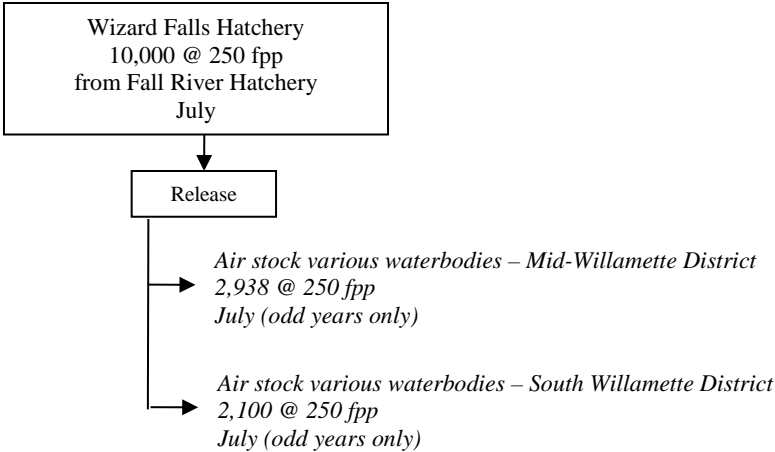 Wizard Falls Hatchery
10,000 @ 250 fpp
from Fall River Hatchery
July
Release
Air stock various waterbodies – Mid-Willamette District
2,938 @ 250 fpp
July (odd years only)
Air stock various waterbodies – South Willamette District
2,100 @ 250 fpp
July (odd years only)